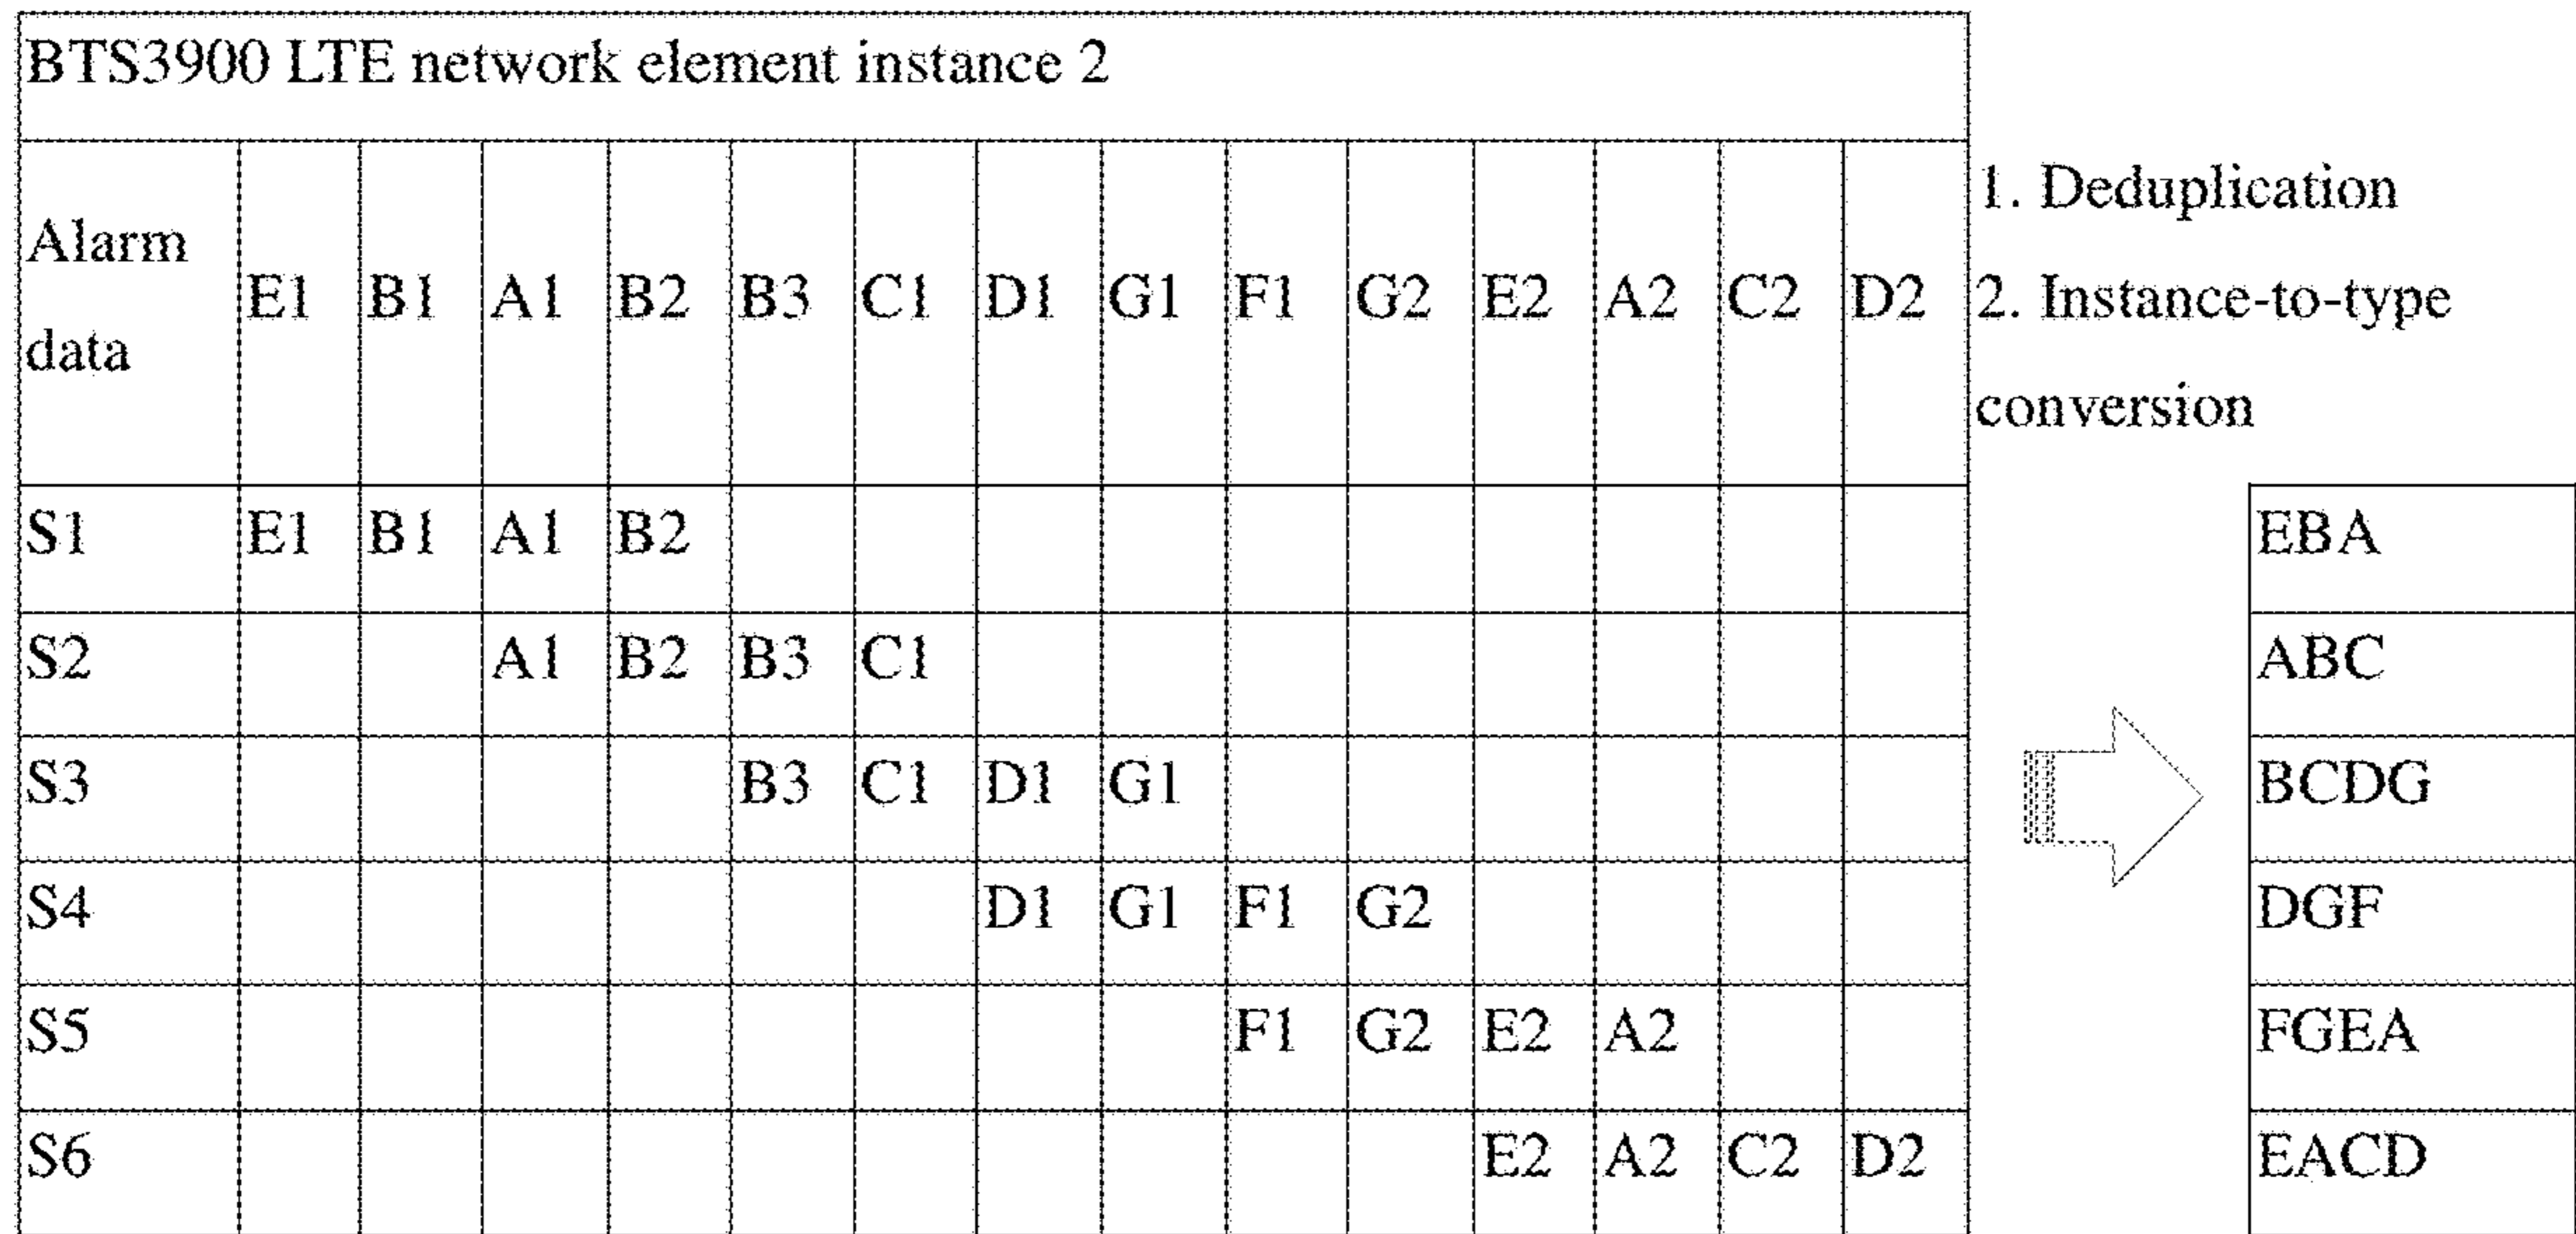 BTS3900 LTE network element instance 2
Alarm data E1 B1 A1 B2 B3 C1 D1 G1 F1 G2 E2 A2 C2 D2
1. Deduplication
2. Instance-to-type
conversion
S1 E1 B1 A1 B2 EBA
S2 A1 B2 B3 C1 ABC
S3 B3 C1 D1 G1 BCDG
S4 D1 G1 F1 G2 DGF
S5 F1 G2 E2 A2 FGEA
S6 E2 A2 C2 D2 EACD